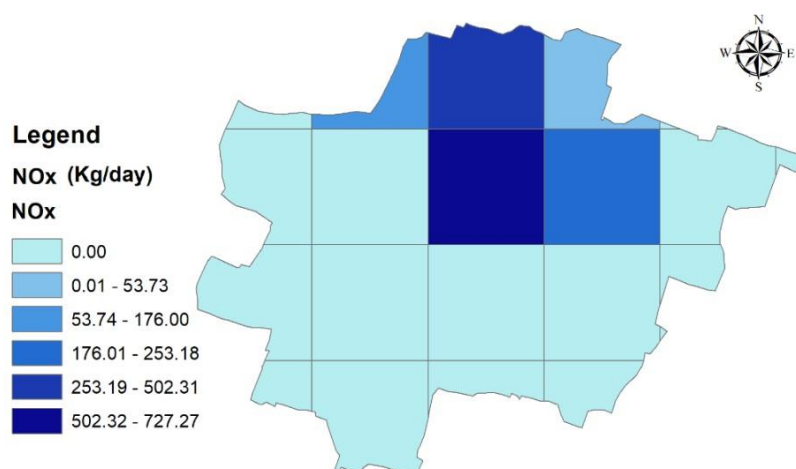 N
W E
S
Legend
NOx (Kg/day)
NOx
0.00
0.01 - 53.73
53.74 - 176.00
176.01 - 253.18
253.19 - 502.31
502.32 - 727.27